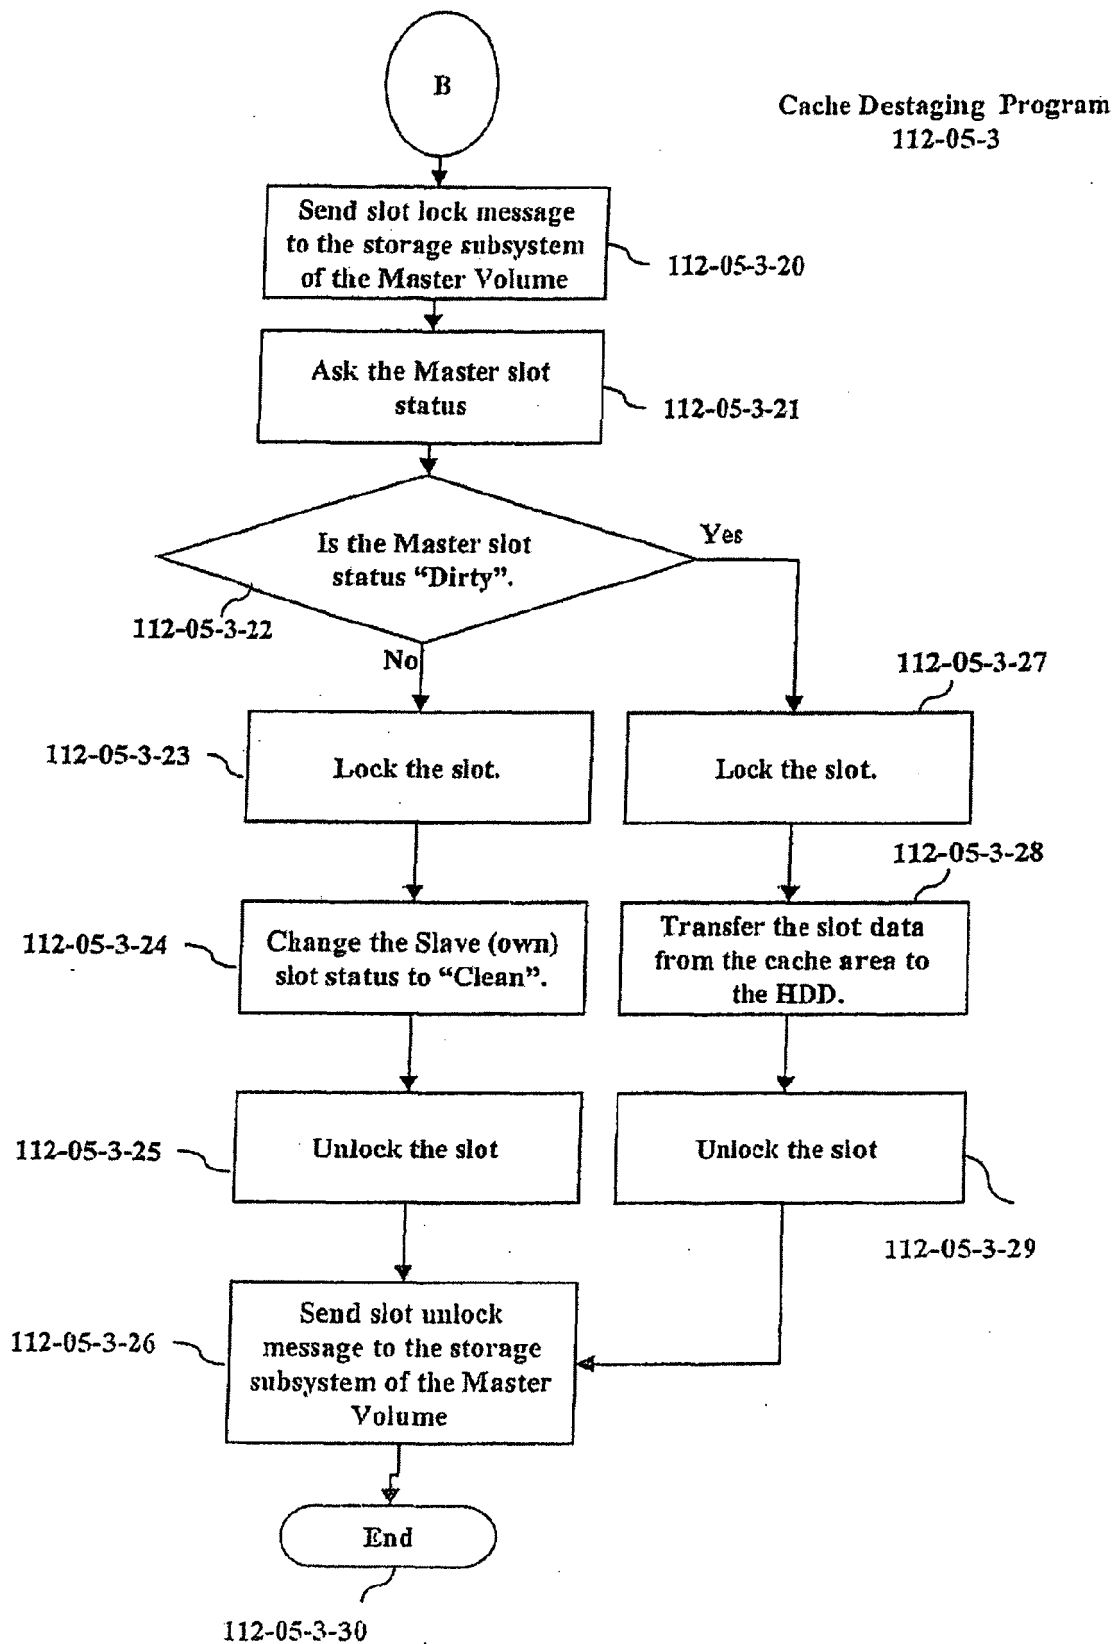 B
Cache Destaging Program
112-05-3
Send slot lock message
to the storage subsystem
of the Master Volume
112-05-3-20
Ask the Master slot
status
112-05-3-21
Is the Master slot
status “Dirty”.
Yes
112-05-3-22
No
112-05-3-27
112-05-3-23
Lock the slot.
Lock the slot.
112-05-3-28
112-05-3-24
Change the Slave (own)
slot status to “Clean”.
Transfer the slot data
from the cache area to
the HDD.
112-05-3-25
Unlock the slot
Unlock the slot
112-05-3-29
112-05-3-26
Send slot unlock
message to the storage
subsystem of the Master
Volume
End
112-05-3-30